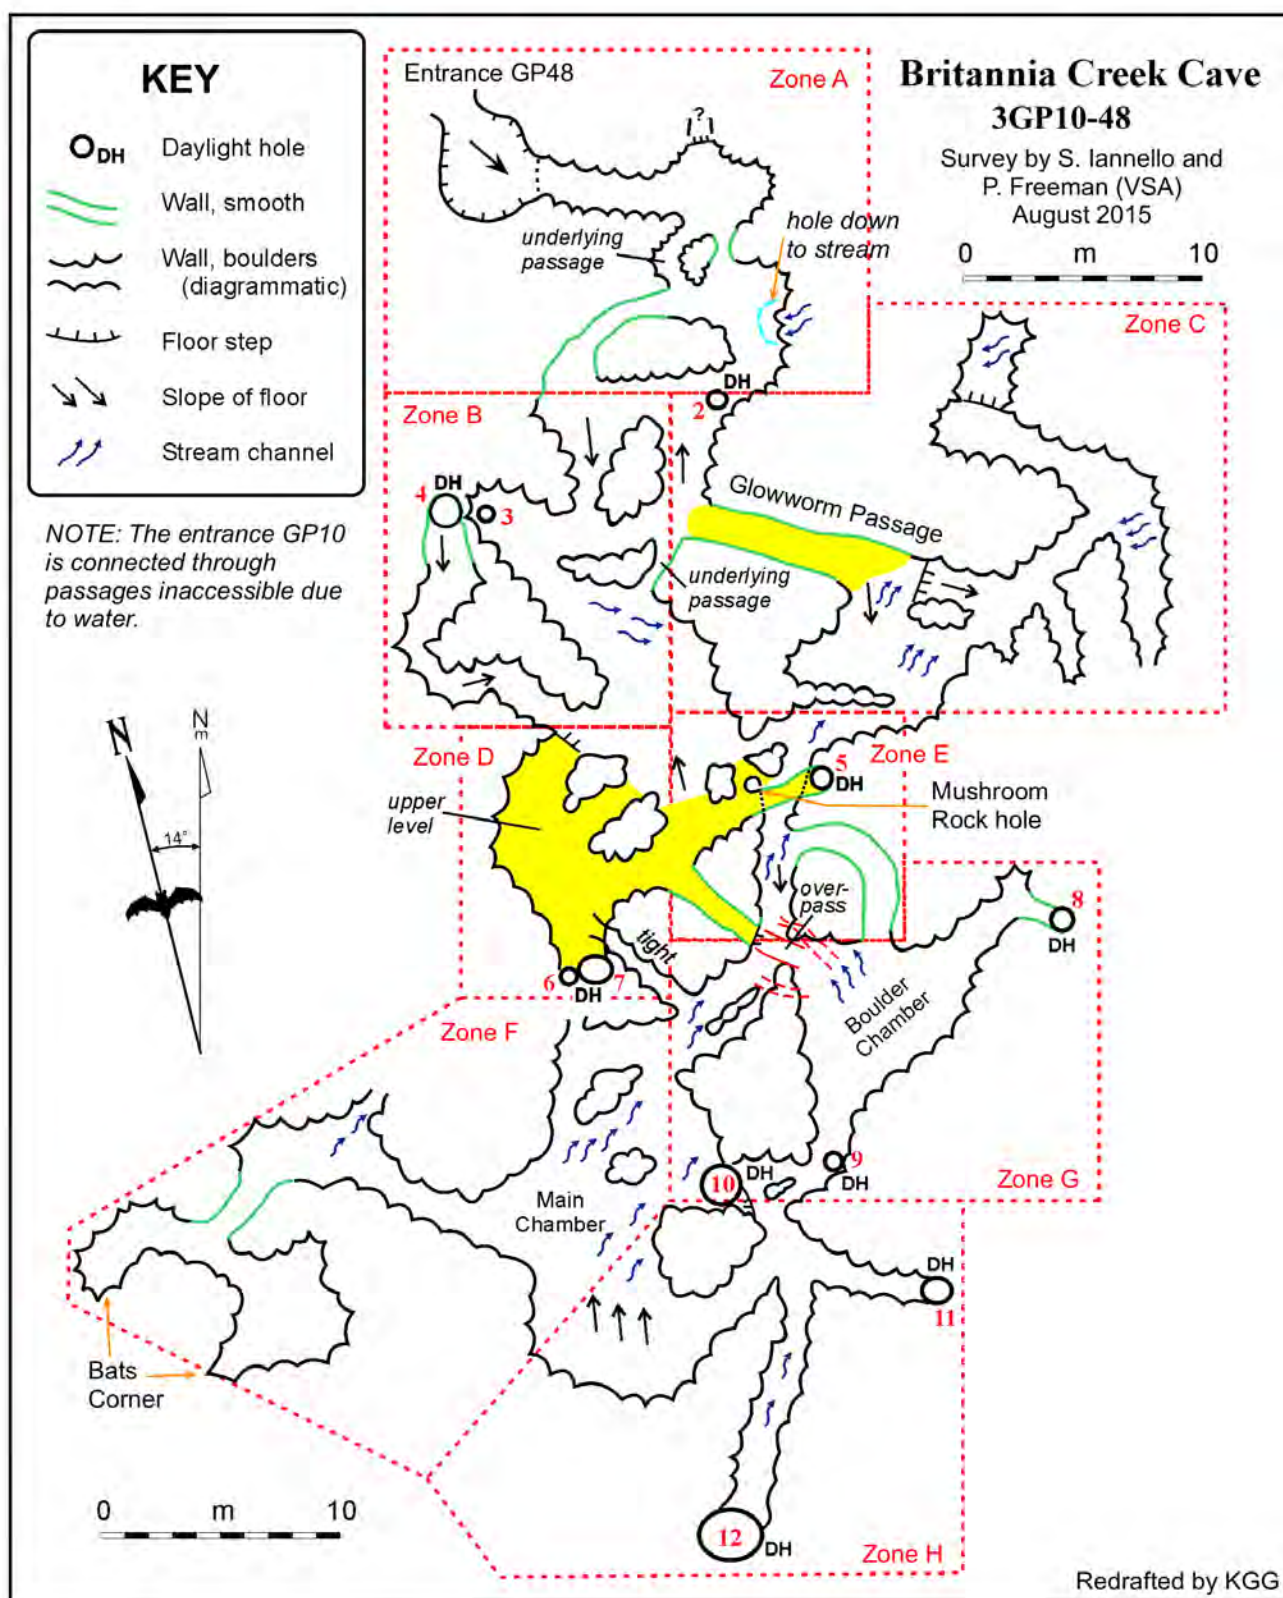 KEY
DH
Daylight hole
Wall, smooth
Wall, boulders
(diagrammatic)
Floor step
Slope of floor
Stream channel
NOTE: The entrance GP10
is connected through
passages inaccessible due
to water.
Entrance GP48
Zone A
Britannia Creek Cave
3GP10-48
Survey by S. Iannello and
P. Freeman (VSA)
August 2015
0 m 10
?
underlying
passage
hole down
to stream
Zone C
DH
2
Zone B
4
DH
3
Glowworm Passage
underlying
passage
N
Nm
14°
Zone D
Zone E
5
DH
upper
level
Mushroom
Rock hole
over-
pass
tight
8
DH
6
DH
7
Boulder
Chamber
Zone F
9
DH
10
DH
Zone G
Main
Chamber
DH
11
Bats
Corner
0 m 10
12
DH
Zone H
Redrafted by KGG